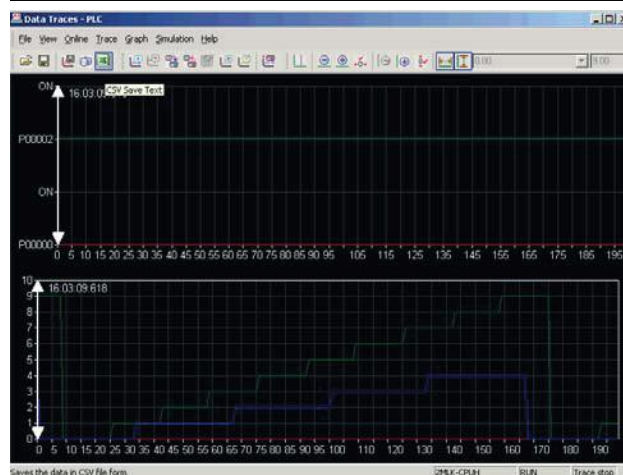 Data Traces - PLC
File View Online Trace Graph Simulation Help
0.00
ON
16.03.0
CSV Save Text
P00002
ON
P00000
0 5 10 15 20 25 30 35 40 45 50 55 60 65 70 75 80 85 90 95 105 115 125 135 145 155 165 175 185 195
10
16:03:09.618
9
8
7
6
5
4
3
2
1
0
0 5 10 15 20 25 30 35 40 45 50 55 60 65 70 75 80 85 90 100 110 120 130 140 150 160 170 180 190
Saves the data in CSV file form.
2MLK-CPUH
RUN
Trace stop